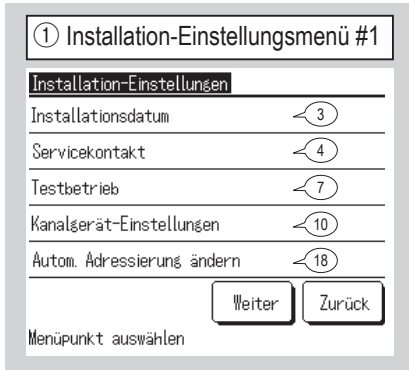 ① Installation-Einstellungsmenü #1
Installation-Einstellungen
Installationsdatum 3
Servicekontakt 4
Testbetrieb 7
Kanalgerät-Einstellungen 10
Autom. Adressierung ändern 18
Weiter Zurück
Menüpunkt auswählen